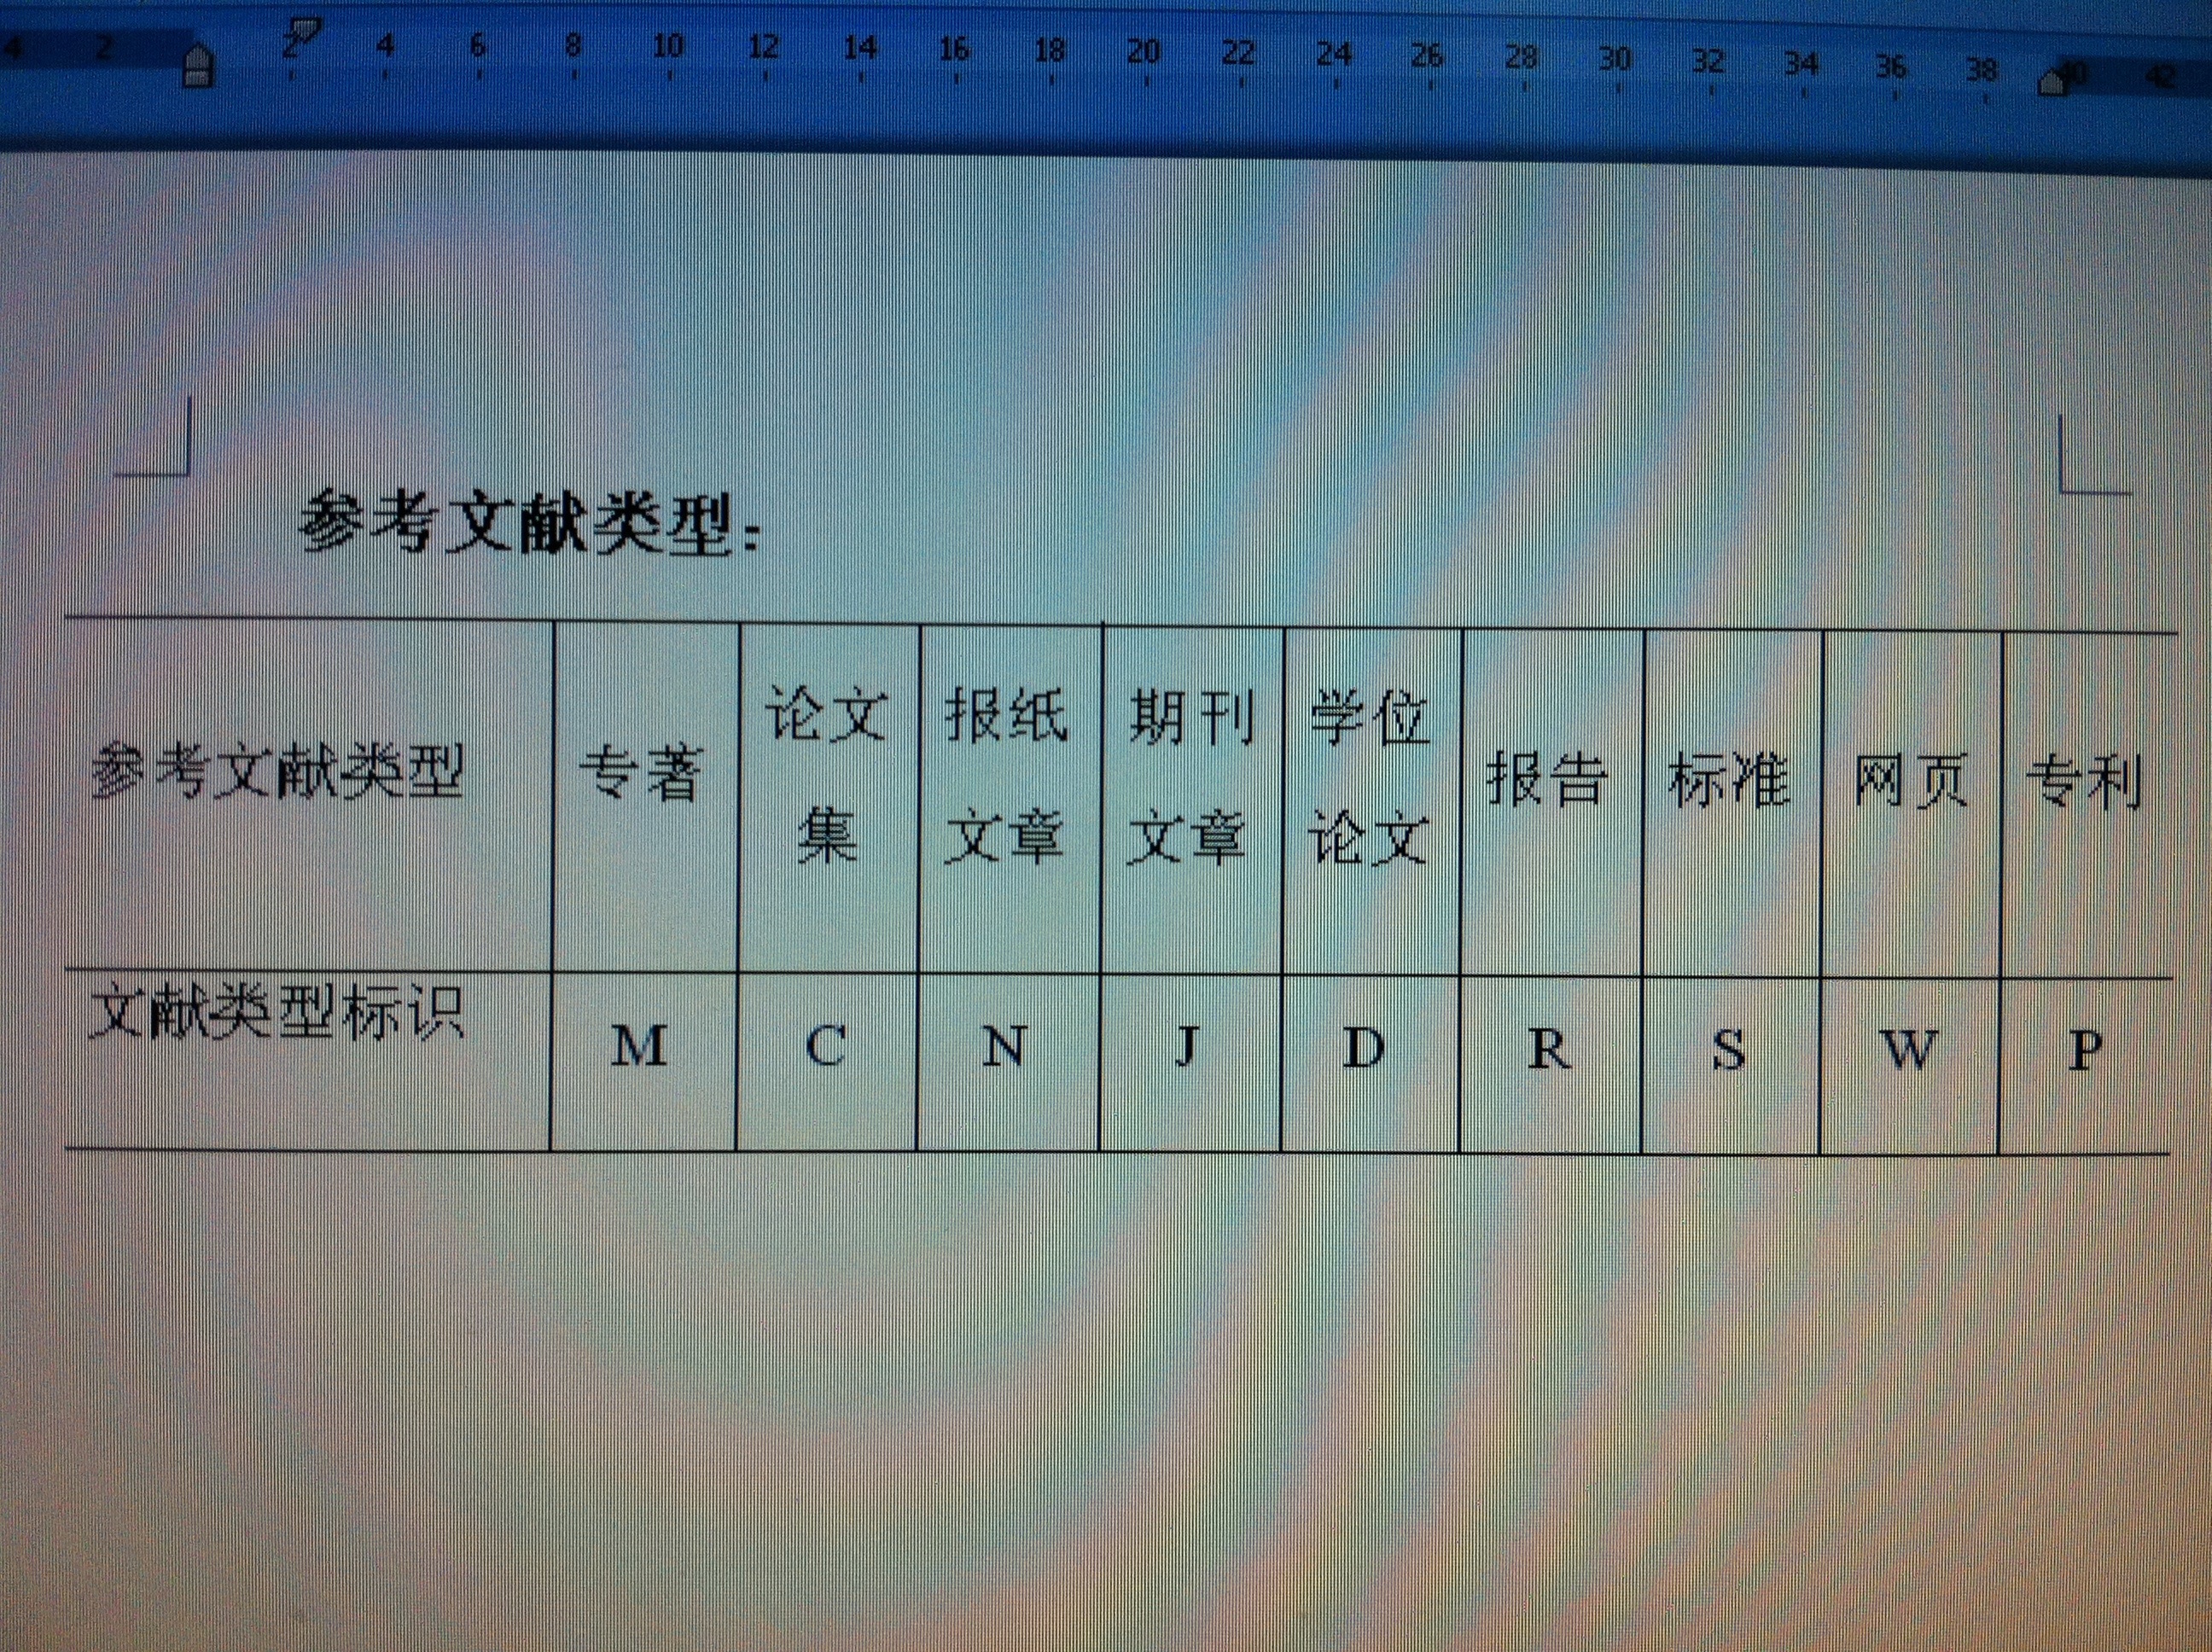 4 2 2 4 6 8 10 12 14 16 18 20 22 24 26 28 30 32 34 36 38 40 42
参考文献类型：
参考文献类型 专著 论文集 报纸文章 期刊文章 学位论文 报告 标准 网页 专利
文献类型标识 M C N J D R S W P